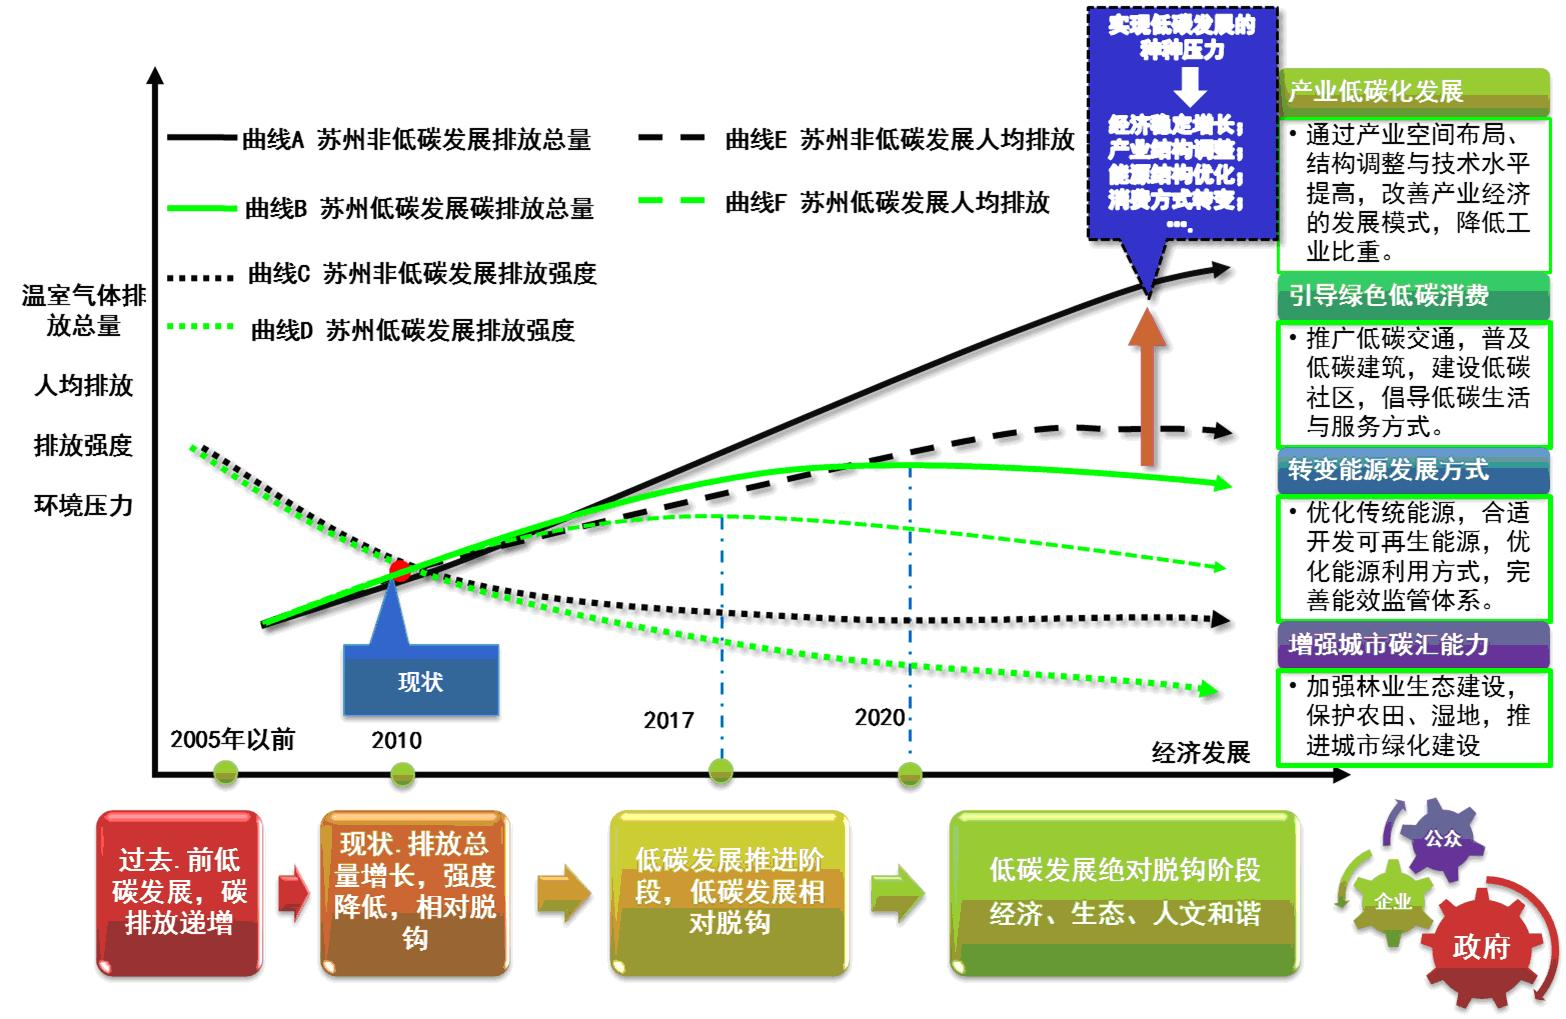 实现低碳发展的
种种压力
经济稳定增长；
产业结构调整；
能源结构优化；
消费方式转变；
….
曲线A 苏州非低碳发展排放总量
曲线B 苏州低碳发展碳排放总量
曲线C 苏州非低碳发展排放强度
曲线D 苏州低碳发展排放强度
曲线E 苏州非低碳发展人均排放
曲线F 苏州低碳发展人均排放
温室气体排
放总量
人均排放
排放强度
环境压力
现状
2005年以前
2010
2017
2020
经济发展
产业低碳化发展
• 通过产业空间布局、
结构调整与技术水平
提高，改善产业经济
的发展模式，降低工
业比重。
引导绿色低碳消费
• 推广低碳交通，普及
低碳建筑，建设低碳
社区，倡导低碳生活
与服务方式。
转变能源发展方式
• 优化传统能源，合适
开发可再生能源，优
化能源利用方式，完
善能效监管体系。
增强城市碳汇能力
• 加强林业生态建设，
保护农田、湿地，推
进城市绿化建设
过去.前低
碳发展，碳
排放递增
现状.排放总
量增长，强度
降低，相对脱
钩
低碳发展推进阶
段，低碳发展相
对脱钩
低碳发展绝对脱钩阶段
经济、生态、人文和谐
公众
企业
政府